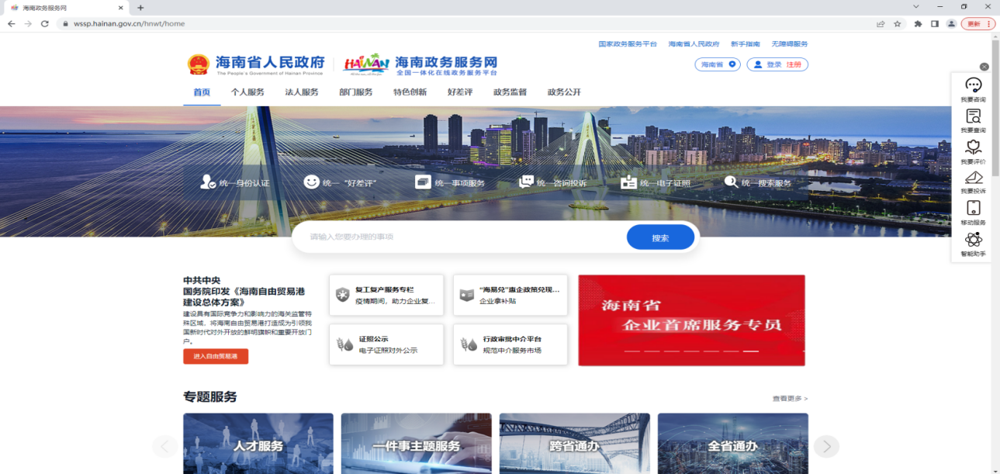 海南政务服务网
wssp.hainan.gov.cn/hnwt/home
更新
国家政务服务平台 海南省人民政府 新手指南 无障碍服务
海南省人民政府
The People's Government of Hainan Province
HAINAN
海南政务服务网
全国一体化在线政务服务平台
海南省
登录 注册
首页 个人服务 法人服务 部门服务 特色创新 好差评 政务监督 政务公开
我要咨询
我要查询
我要评价
我要投诉
移动服务
智能助手
统一身份认证 统一“好差评” 统一事项服务 统一咨询投诉 统一电子证照 统一搜索服务
请输入您要办理的事项
搜索
中共中央
国务院印发《海南自由贸易港
建设总体方案》
建设具有国际竞争力和影响力的海关监管特
殊区域，将海南自由贸易港打造成为引领我
国新时代对外开放的鲜明旗帜和重要开放门
户。
进入自由贸易港
复工复产服务专栏
疫情期间，助力企业复...
“海易兑”惠企政策兑现...
企业拿补贴
证照公示
电子证照对外公示
行政审批中介平台
规范中介服务市场
海南省
企业首席服务专员
专题服务
查看更多 >
人才服务
一件事主题服务
跨省通办
全省通办